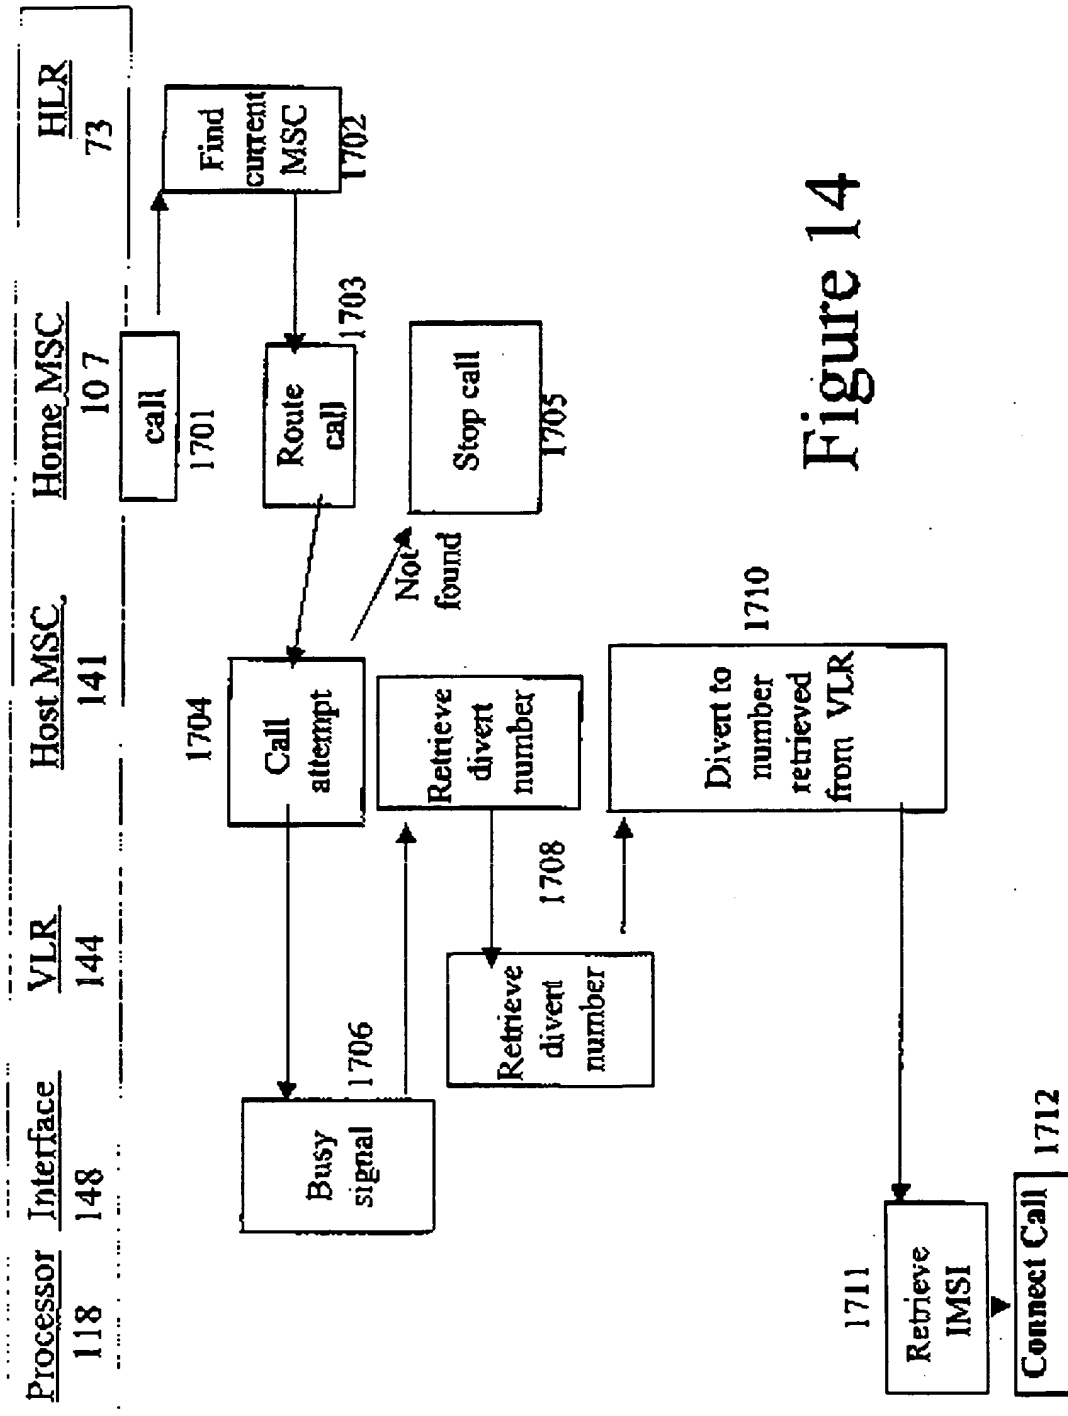 Processor Interface VLR Host MSC Home MSC HLR
118 148 144 141 10 7 73
call
1701
Find
current
MSC
1702
Route
call
1703
1704
Call
attempt
Not
found
Stop call
1705
Busy
signal
1706
Retrieve
divert
number
1708
Retrieve
divert
number
Divert to
number
retrieved
from VLR
1710
1711
Retrieve
IMSI
Connect Call
1712
Figure 14